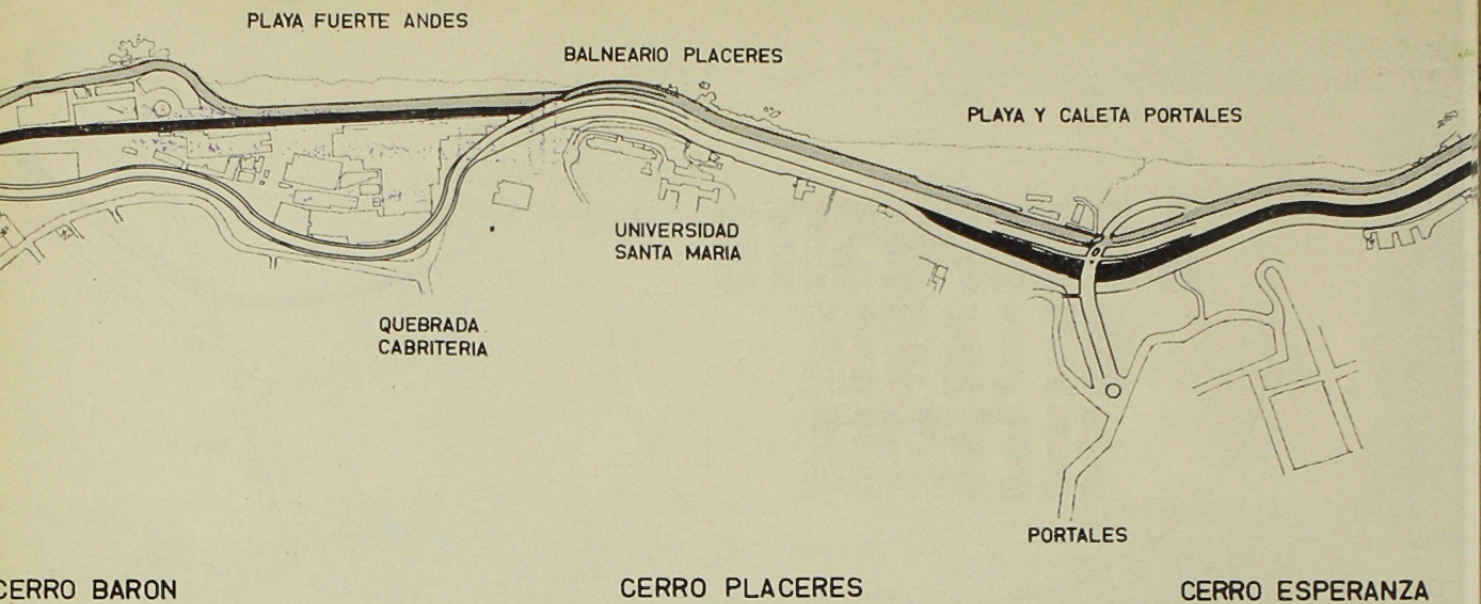 PLAYA FUERTE ANDES
BALNEARIO PLACERES
PLAYA Y CALETA PORTALES
UNIVERSIDAD
SANTA MARIA
QUEBRADA
CABRITERIA
PORTALES
CERRO BARON
CERRO PLACERES
CERRO ESPERANZA